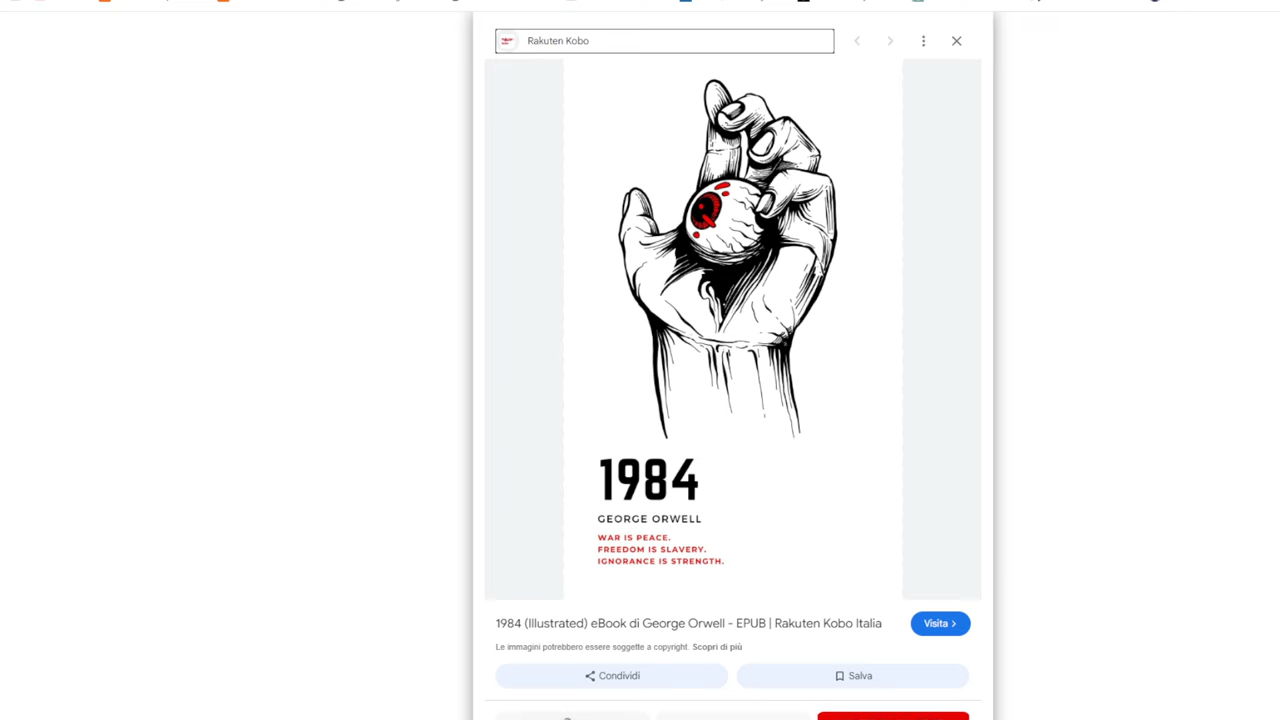 Rakuten Kobo
1984
GEORGE ORWELL
WAR IS PEACE.
FREEDOM IS SLAVERY.
IGNORANCE IS STRENGTH.
1984 (Illustrated) eBook di George Orwell - EPUB | Rakuten Kobo Italia
Visita
Le immagini potrebbero essere soggette a copyright. Scopri di più
Condividi
Salva